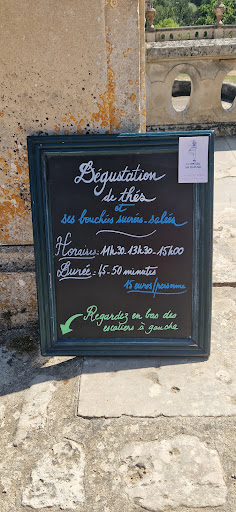 Dégustation
de thés
et
ses bouchées sucrés-salées
Horaires: 11h30-13h30-15h00
Durée = 45-50 minutes
15 euros/personne
Regardez en bas des
escaliers à gauche